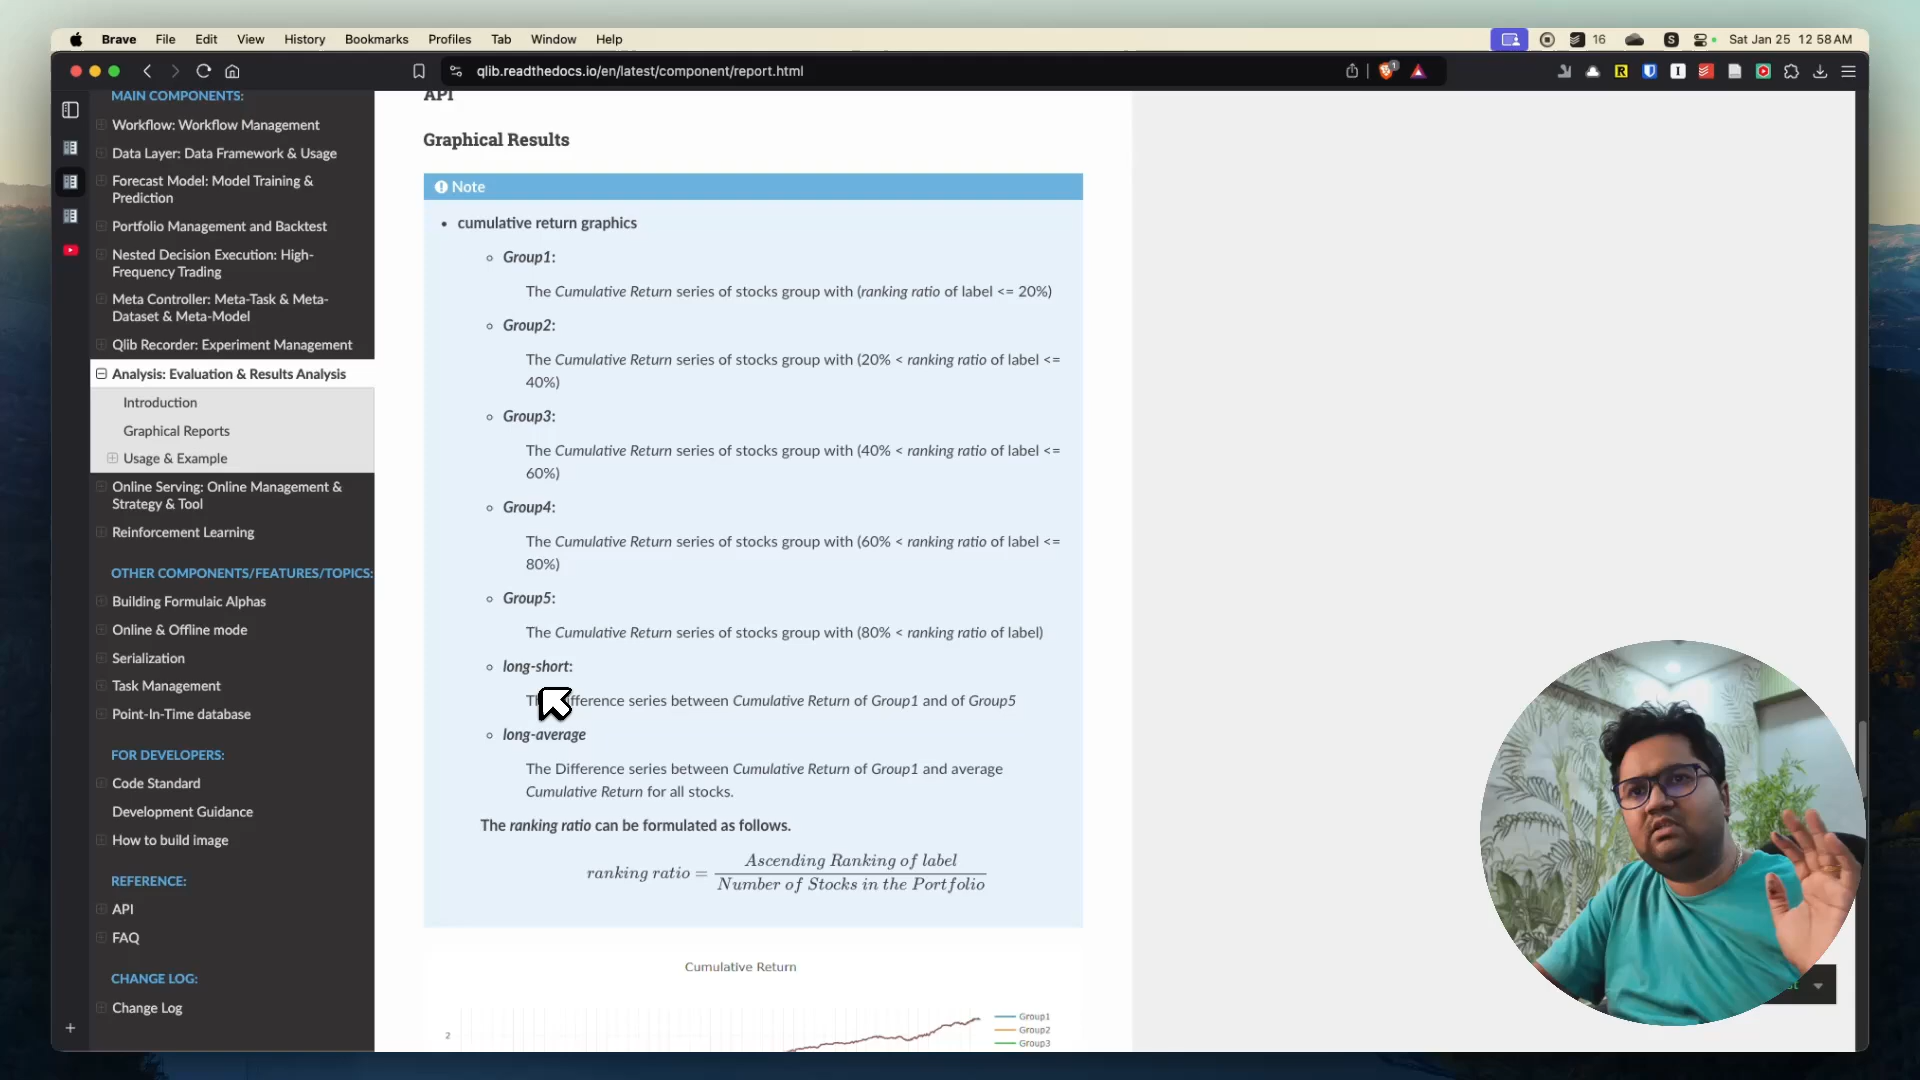 Brave File Edit View History Bookmarks Profiles Tab Window Help
16
Sat Jan 25 12 58 AM
qlib.readthedocs.io/en/latest/component/report.html
MAIN COMPONENTS:
Workflow: Workflow Management
Data Layer: Data Framework & Usage
Forecast Model: Model Training &
Prediction
Portfolio Management and Backtest
Nested Decision Execution: High-
Frequency Trading
Meta Controller: Meta-Task & Meta-
Dataset & Meta-Model
Qlib Recorder: Experiment Management
Analysis: Evaluation & Results Analysis
Introduction
Graphical Reports
Usage & Example
Online Serving: Online Management &
Strategy & Tool
Reinforcement Learning
OTHER COMPONENTS/FEATURES/TOPICS:
Building Formulaic Alphas
Online & Offline mode
Serialization
Task Management
Point-In-Time database
FOR DEVELOPERS:
Code Standard
Development Guidance
How to build image
REFERENCE:
API
FAQ
CHANGE LOG:
Change Log
API
Graphical Results
Note
cumulative return graphics
Group1:
The Cumulative Return series of stocks group with (ranking ratio of label <= 20%)
Group2:
The Cumulative Return series of stocks group with (20% < ranking ratio of label <=
40%)
Group3:
The Cumulative Return series of stocks group with (40% < ranking ratio of label <=
60%)
Group4:
The Cumulative Return series of stocks group with (60% < ranking ratio of label <=
80%)
Group5:
The Cumulative Return series of stocks group with (80% < ranking ratio of label)
long-short:
series between Cumulative Return of Group1 and of Group5
long-average
The Difference series between Cumulative Return of Group1 and average
Cumulative Return for all stocks.
The ranking ratio can be formulated as follows.
ranking ratio = Ascending Ranking of label
Number of Stocks in the Portfolio
Cumulative Return
2
Group1
Group2
Group3